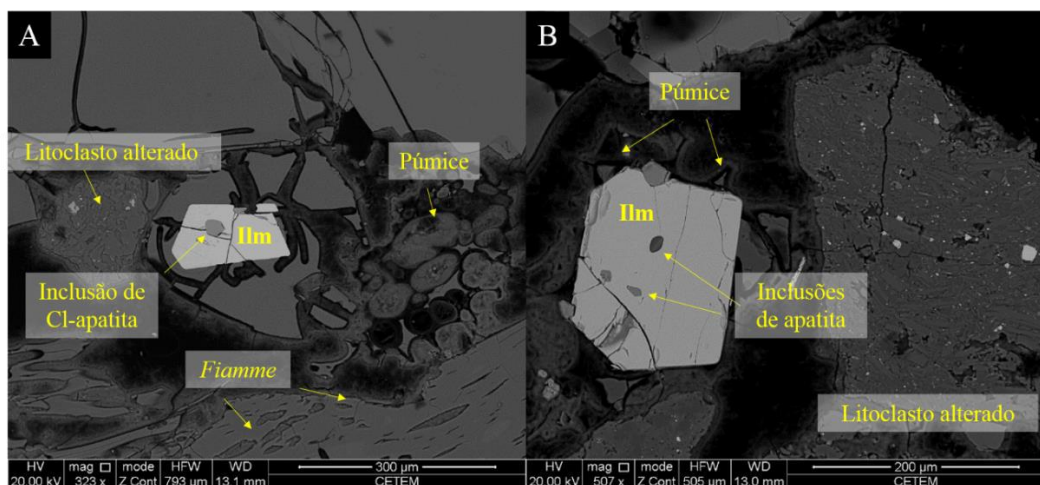 A
Litoclasto alterado
Púmice
Ilm
Inclusão de
Cl-apatita
Fiamme
HV mag □ mode HFW WD 300 µm
20.00 kV 323 x Z Cont 793 µm 13.1 mm CETEM
B
Púmice
Ilm
Inclusões
de apatita
Litoclasto alterado
HV mag □ mode HFW WD 200 µm
20.00 kV 507 x Z Cont 505 µm 13.0 mm CETEM